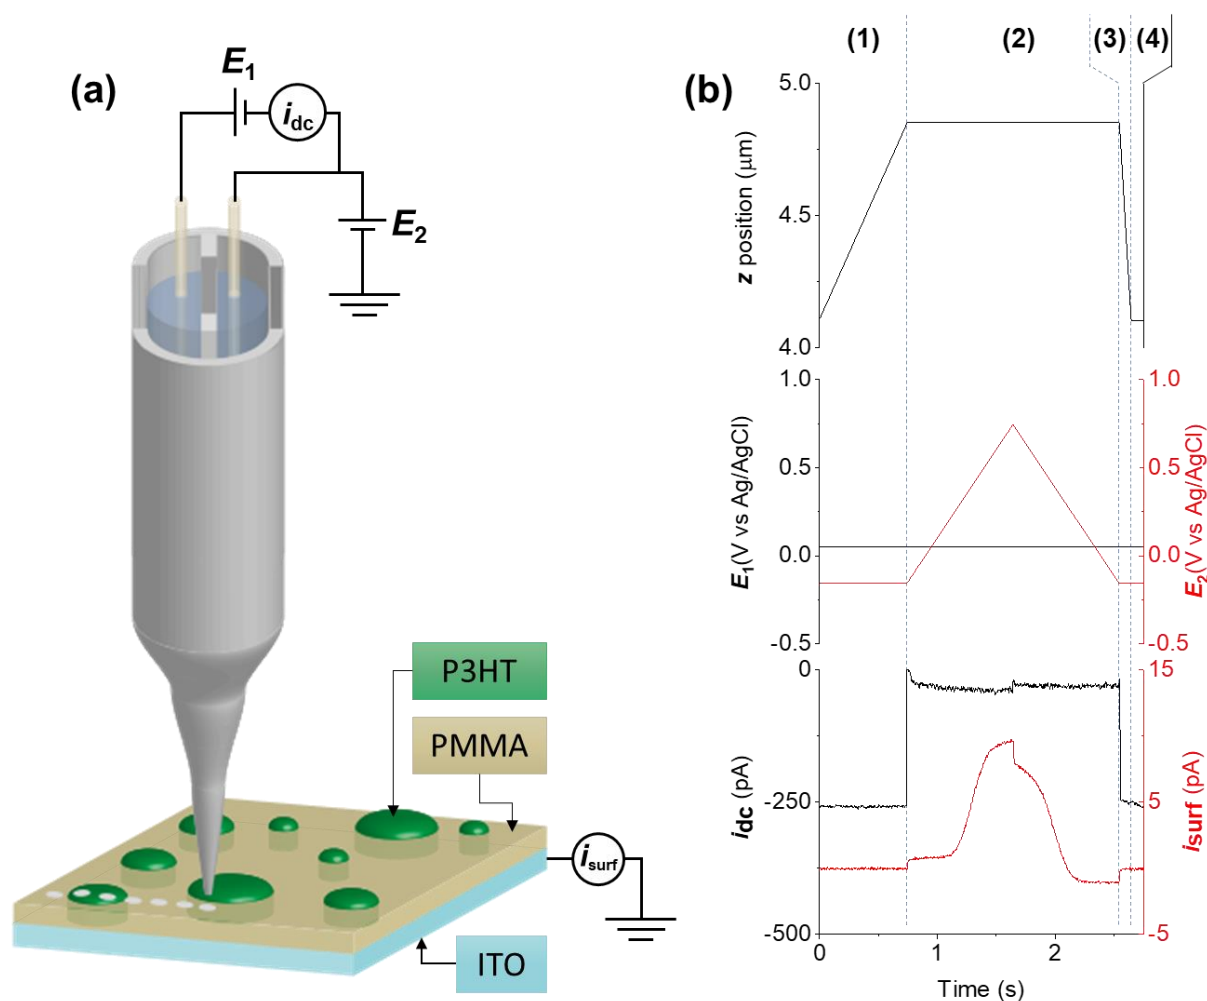 (a)
E1
idc
E2
P3HT
PMMA
isurf
ITO
(b)
(1) (2) (3) (4)
5.0
4.5
4.0
z position (μm)
1.0
0.5
0.0
-0.5
E1(V vs Ag/AgCl)
1.0
0.5
0.0
-0.5
E2(V vs Ag/AgCl)
0
-250
-500
idc (pA)
15
5
-5
isurf (pA)
0 1 2
Time (s)